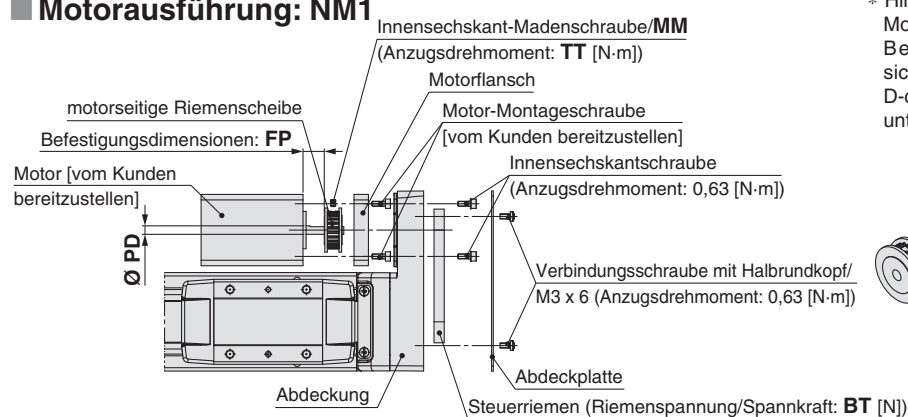 ■ Motorausführung: NM1
Innensechskant-Madenschraube/MM
(Anzugsdrehmoment: TT [N·m])
Motorflansch
motorseitige Riemenscheibe
Motor-Montageschraube
[vom Kunden bereitzustellen]
Befestigungsdimensionen: FP
Innensechskantschraube
(Anzugsdrehmoment: 0,63 [N·m])
Motor [vom Kunden
bereitzustellen]
Ø PD
Verbindungsschraube mit Halbrundkopf/
M3 x 6 (Anzugsdrehmoment: 0,63 [N·m])
Abdeckplatte
Abdeckung
Steuerriemen (Riemenspannung/Spannkraft: BT [N])